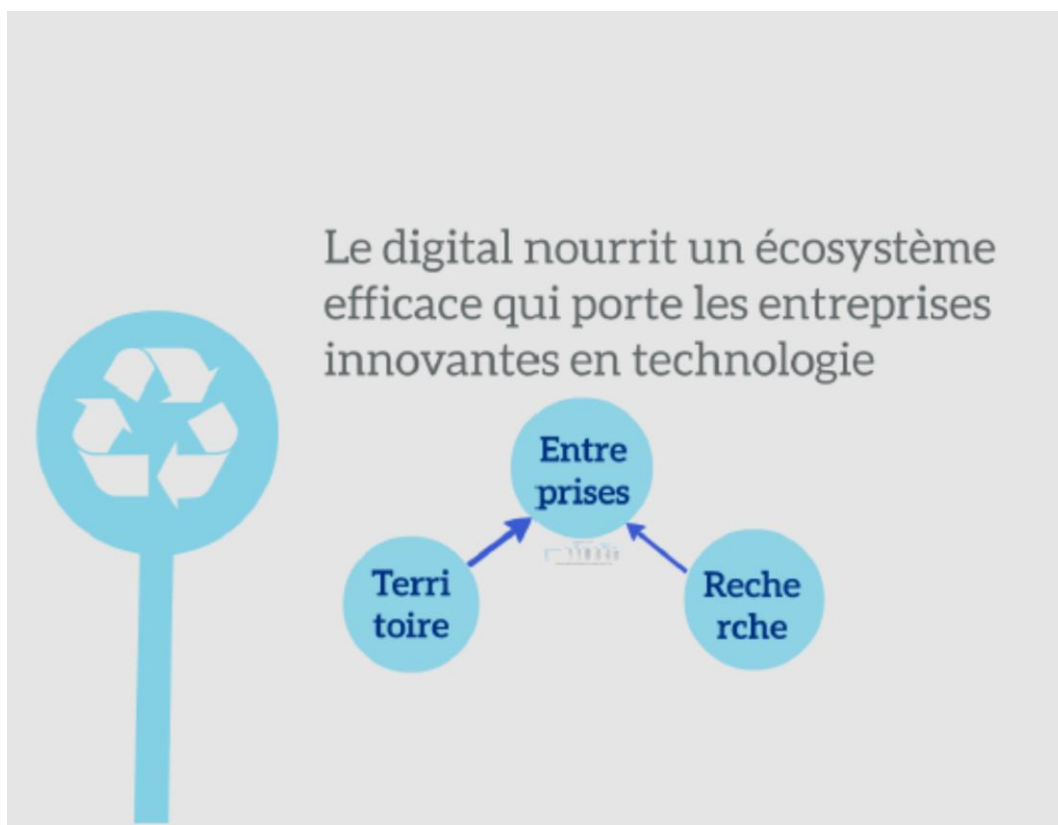 Le digital nourrit un écosystème
efficace qui porte les entreprises
innovantes en technologie
Entre
prises
Terri
toire
Reche
rche